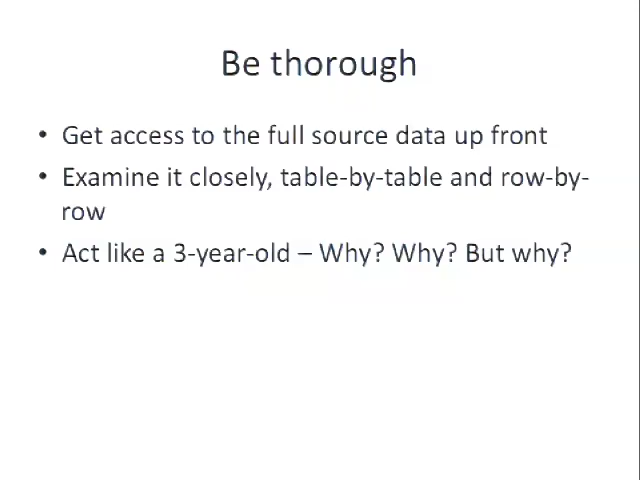 Be thorough
• Get access to the full source data up front
• Examine it closely, table-by-table and row-by-
row
• Act like a 3-year-old – Why? Why? But why?